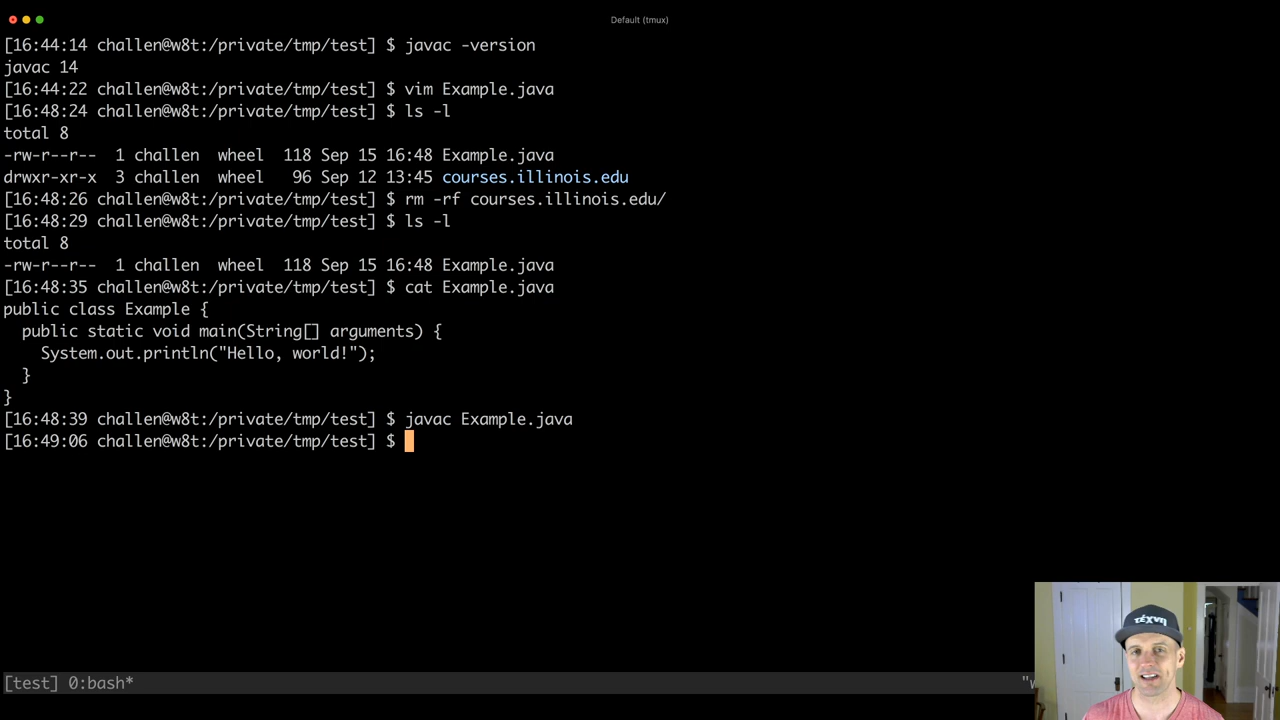 Default (tmux)
[16:44:14 challen@w8t:/private/tmp/test] $ javac -version
javac 14
[16:44:22 challen@w8t:/private/tmp/test] $ vim Example.java
[16:48:24 challen@w8t:/private/tmp/test] $ ls -l
total 8
-rw-r--r--  1 challen  wheel  118 Sep 15 16:48 Example.java
drwxr-xr-x  3 challen  wheel   96 Sep 12 13:45 courses.illinois.edu
[16:48:26 challen@w8t:/private/tmp/test] $ rm -rf courses.illinois.edu/
[16:48:29 challen@w8t:/private/tmp/test] $ ls -l
total 8
-rw-r--r--  1 challen  wheel  118 Sep 15 16:48 Example.java
[16:48:35 challen@w8t:/private/tmp/test] $ cat Example.java
public class Example {
  public static void main(String[] arguments) {
    System.out.println("Hello, world!");
  }
}
[16:48:39 challen@w8t:/private/tmp/test] $ javac Example.java
[16:49:06 challen@w8t:/private/tmp/test] $
τέχνη
[test] 0:bash*